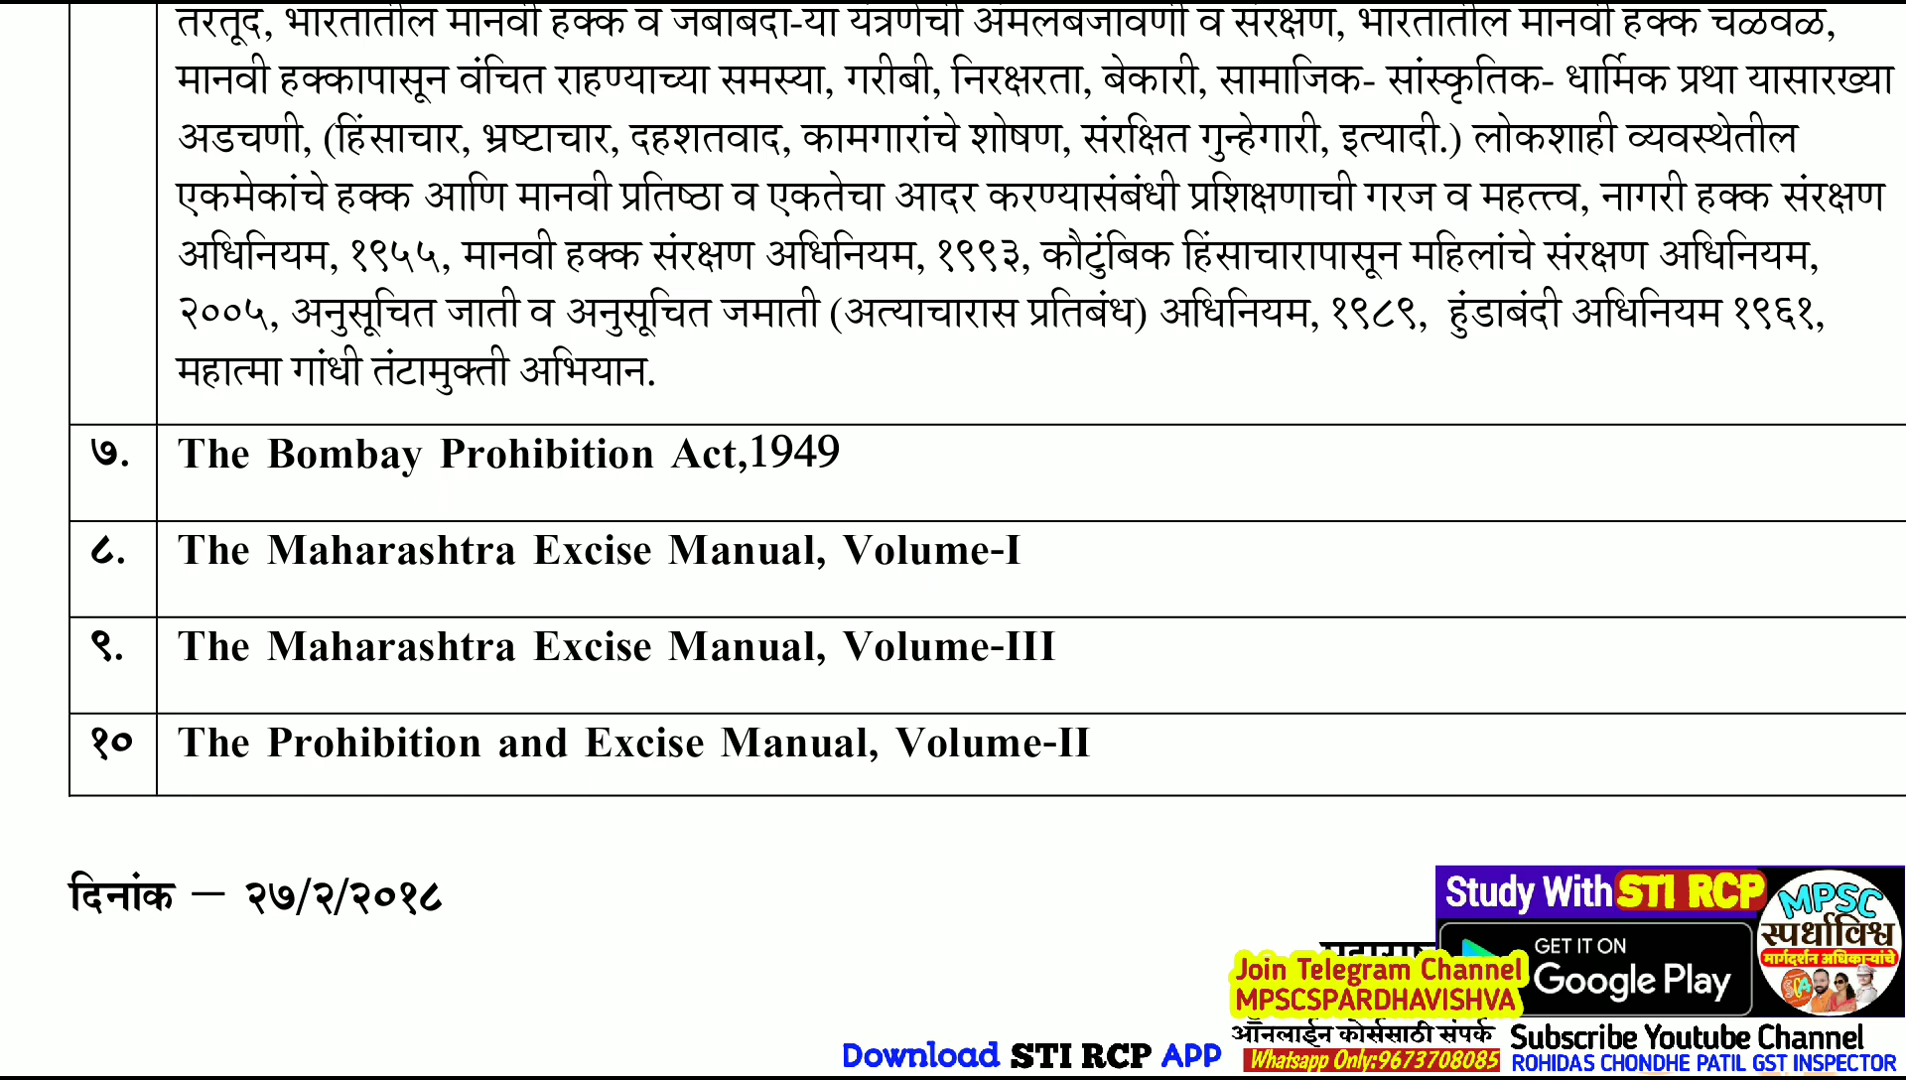 तरतूद, भारतातील मानवी हक्क व जबाबदा-या यंत्रणेची अंमलबजावणी व संरक्षण, भारतातील मानवी हक्क चळवळ,
मानवी हक्कापासून वंचित राहण्याच्या समस्या, गरीबी, निरक्षरता, बेकारी, सामाजिक- सांस्कृतिक- धार्मिक प्रथा यासारख्या
अडचणी, (हिंसाचार, भ्रष्टाचार, दहशतवाद, कामगारांचे शोषण, संरक्षित गुन्हेगारी, इत्यादी.) लोकशाही व्यवस्थेतील
एकमेकांचे हक्क आणि मानवी प्रतिष्ठा व एकतेचा आदर करण्यासंबंधी प्रशिक्षणाची गरज व महत्त्व, नागरी हक्क संरक्षण
अधिनियम, १९५५, मानवी हक्क संरक्षण अधिनियम, १९९३, कौटुंबिक हिंसाचारापासून महिलांचे संरक्षण अधिनियम,
२००५, अनुसूचित जाती व अनुसूचित जमाती (अत्याचारास प्रतिबंध) अधिनियम, १९८९, हुंडाबंदी अधिनियम १९६१,
महात्मा गांधी तंटामुक्ती अभियान.
७. The Bombay Prohibition Act,1949
८. The Maharashtra Excise Manual, Volume-I
९. The Maharashtra Excise Manual, Volume-III
१० The Prohibition and Excise Manual, Volume-II
दिनांक – २७/२/२०१८
Study With STI RCP
GET IT ON
Google Play
MPSC
स्पर्धाविश्व
मार्गदर्शन अधिकाऱ्यांचे
Join Telegram Channel
MPSCSPARDHAVISHVA
ऑनलाईन कोर्ससाठी संपर्क
Whatsapp Only:9673708085
Download STI RCP APP
Subscribe Youtube Channel
ROHIDAS CHONDHE PATIL GST INSPECTOR